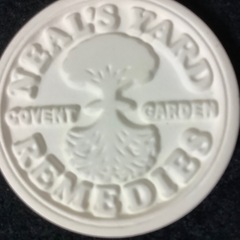 NEAL'S YARD
COVENT GARDEN
REMEDIES